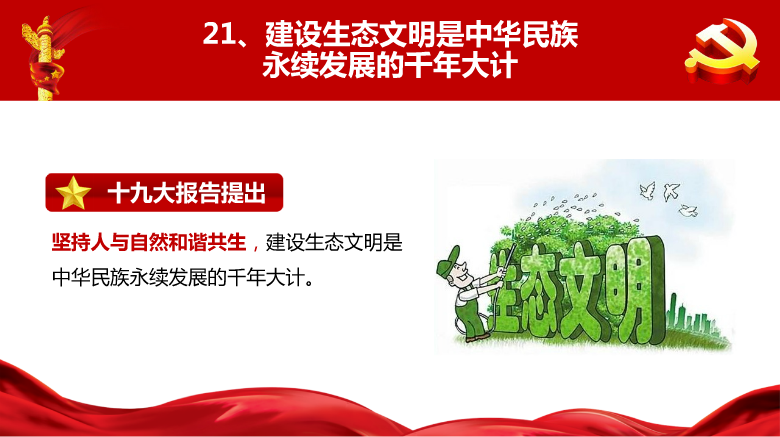 21、建设生态文明是中华民族
永续发展的千年大计
十九大报告提出
坚持人与自然和谐共生，建设生态文明是
中华民族永续发展的千年大计。
生态文明